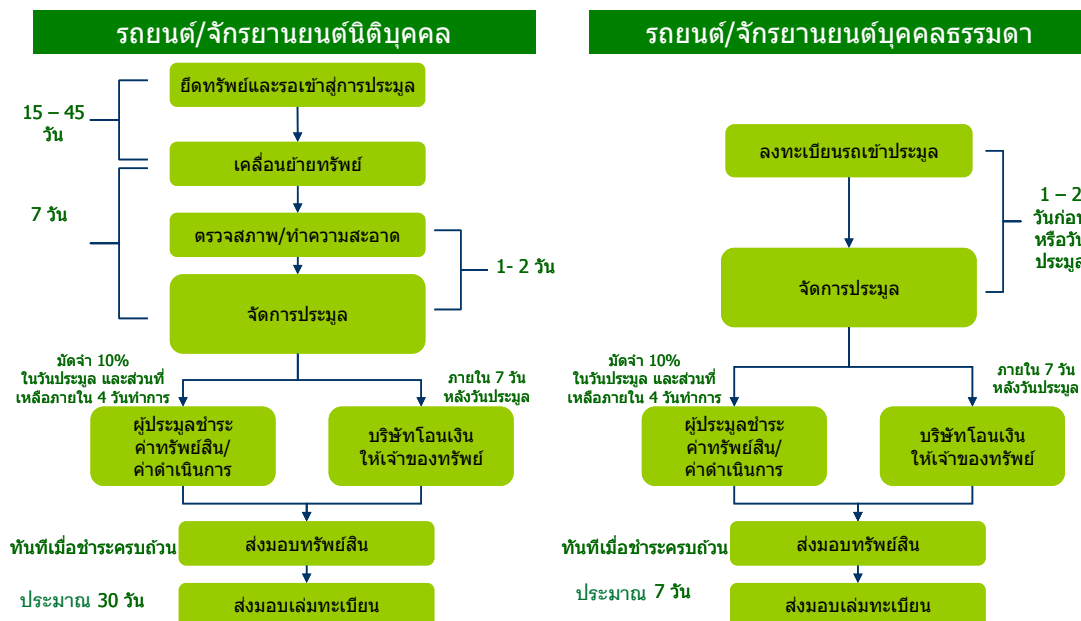 รถยนต์/จักรยานยนต์นิติบุคคล
ยึดทรัพย์และรอเข้าสู่การประมูล
15 – 45
วัน
เคลื่อนย้ายทรัพย์
7 วัน
ตรวจสภาพ/ทำความสะอาด
1- 2 วัน
จัดการประมูล
มัดจำ 10%
ในวันประมูล และส่วนที่
เหลือภายใน 4 วันทำการ
ภายใน 7 วัน
หลังวันประมูล
ผู้ประมูลชำระ
ค่าทรัพย์สิน/
ค่าดำเนินการ
บริษัทโอนเงิน
ให้เจ้าของทรัพย์
ทันทีเมื่อชำระครบถ้วน
ส่งมอบทรัพย์สิน
ประมาณ 30 วัน
ส่งมอบเล่มทะเบียน
รถยนต์/จักรยานยนต์บุคคลธรรมดา
ลงทะเบียนรถเข้าประมูล
1 – 2
วันก่อน
หรือวัน
ประมูล
จัดการประมูล
มัดจำ 10%
ในวันประมูล และส่วนที่
เหลือภายใน 4 วันทำการ
ภายใน 7 วัน
หลังวันประมูล
ผู้ประมูลชำระ
ค่าทรัพย์สิน/
ค่าดำเนินการ
บริษัทโอนเงิน
ให้เจ้าของทรัพย์
ทันทีเมื่อชำระครบถ้วน
ส่งมอบทรัพย์สิน
ประมาณ 7 วัน
ส่งมอบเล่มทะเบียน